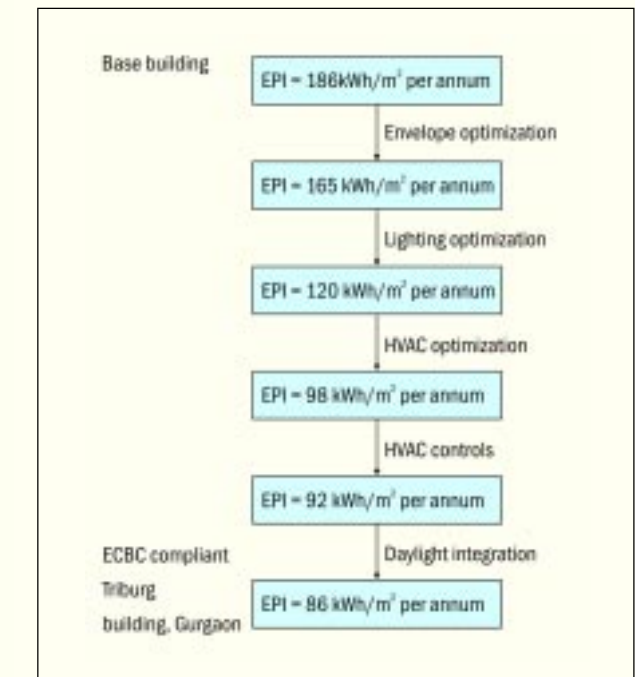 Base building
EPI = 186kWh/m² per annum
Envelope optimization
EPI = 165 kWh/m² per annum
Lighting optimization
EPI = 120 kWh/m² per annum
HVAC optimization
EPI = 98 kWh/m² per annum
HVAC controls
EPI = 92 kWh/m² per annum
Daylight integration
ECBC compliant
Triburg
building, Gurgaon
EPI = 86 kWh/m² per annum